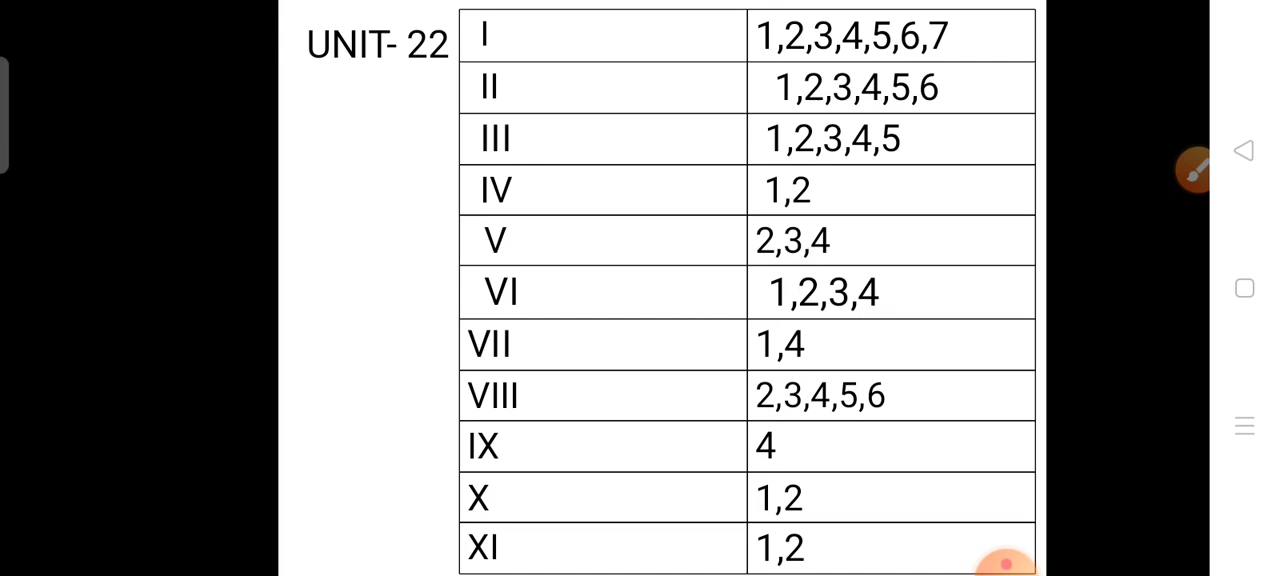 UNIT- 22 I 1,2,3,4,5,6,7
II 1,2,3,4,5,6
III 1,2,3,4,5
IV 1,2
V 2,3,4
VI 1,2,3,4
VII 1,4
VIII 2,3,4,5,6
IX 4
X 1,2
XI 1,2